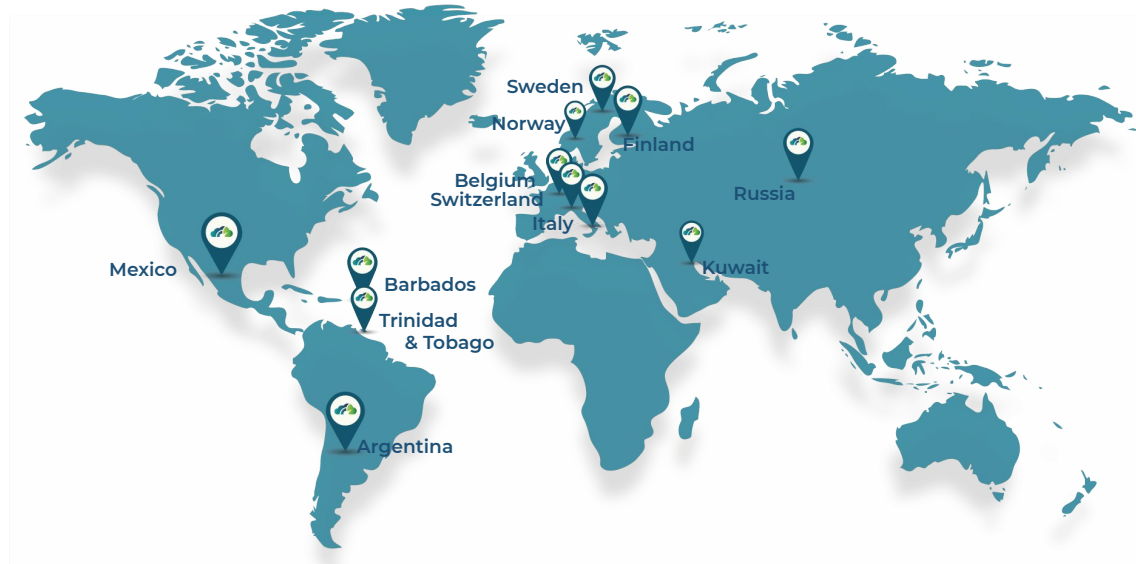 Sweden
Norway
Finland
Belgium
Switzerland
Italy
Russia
Kuwait
Mexico
Barbados
Trinidad
& Tobago
Argentina